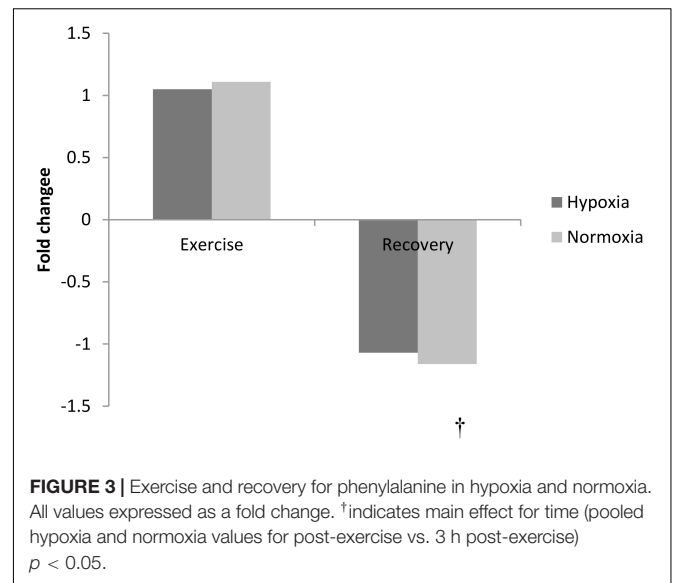 1.5
1
0.5
0
-0.5
-1
-1.5
Fold changee
Exercise
Recovery
Hypoxia
Normoxia
†
FIGURE 3 | Exercise and recovery for phenylalanine in hypoxia and normoxia.
All values expressed as a fold change. †indicates main effect for time (pooled
hypoxia and normoxia values for post-exercise vs. 3 h post-exercise)
p < 0.05.